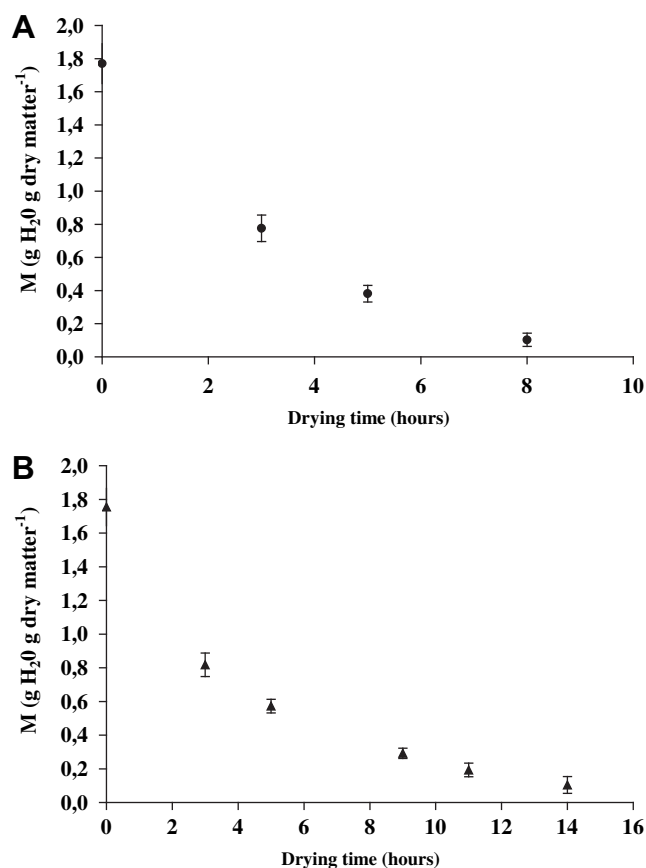 A
2,0
1,8
1,6
1,4
1,2
1,0
0,8
0,6
0,4
0,2
0,0
M (g H₂0 g dry matter⁻¹)
0 2 4 6 8 10
Drying time (hours)
B
2,0
1,8
1,6
1,4
1,2
1,0
0,8
0,6
0,4
0,2
0,0
M (g H₂0 g dry matter⁻¹)
0 2 4 6 8 10 12 14 16
Drying time (hours)